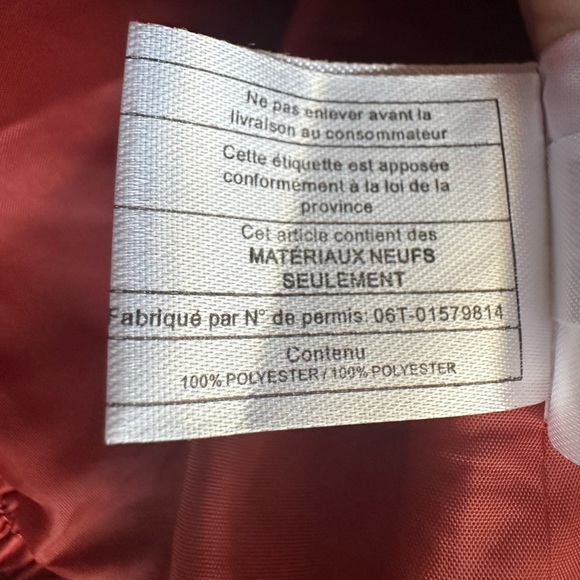 Ne pas enlever avant la
livraison au consommateur
Cette étiquette est apposée
conformément à la loi de la
province
Cet article contient des
MATÉRIAUX NEUFS
SEULEMENT
Fabriqué par N° de permis: 06T-01579814
Contenu
100% POLYESTER / 100% POLYESTER